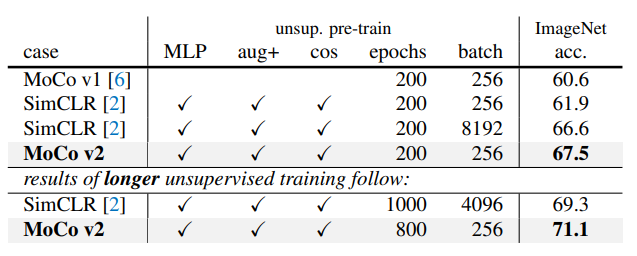 unsup. pre-train ImageNet
case MLP aug+ cos epochs batch acc.
MoCo v1 [6] 200 256 60.6
SimCLR [2] ✓ ✓ ✓ 200 256 61.9
SimCLR [2] ✓ ✓ ✓ 200 8192 66.6
MoCo v2 ✓ ✓ ✓ 200 256 67.5
results of longer unsupervised training follow:
SimCLR [2] ✓ ✓ ✓ 1000 4096 69.3
MoCo v2 ✓ ✓ ✓ 800 256 71.1